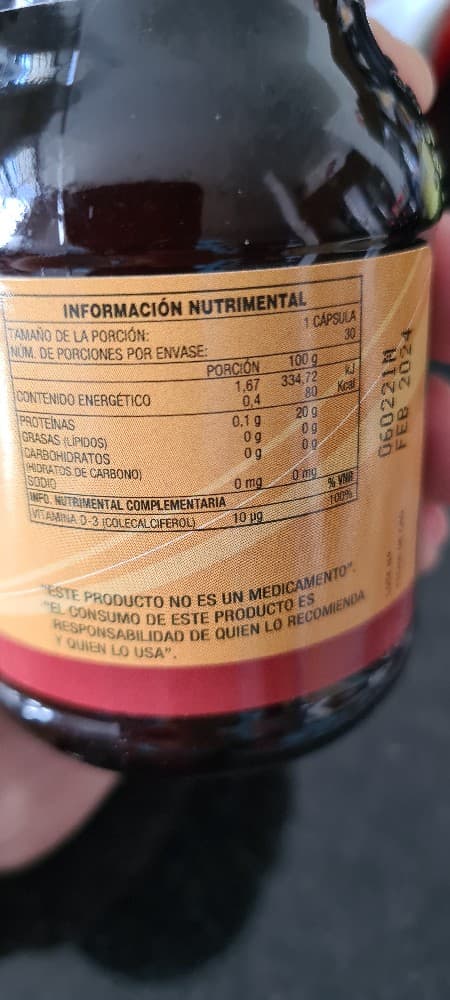 INFORMACIÓN NUTRIMENTAL
TAMAÑO DE LA PORCIÓN: 1 CÁPSULA
NÚM. DE PORCIONES POR ENVASE: 30
PORCIÓN 100 g
CONTENIDO ENERGÉTICO 1,67 334,72 kJ
0,4 80 Kcal
PROTEÍNAS 0.1 g 20 g
GRASAS (LÍPIDOS) 0 g 0 g
CARBOHIDRATOS 0 g 0 g
(HIDRATOS DE CARBONO)
SODIO 0 mg 0 mg
INFO. NUTRIMENTAL COMPLEMENTARIA % VNR
VITAMINA D-3 (COLECALCIFEROL) 10 µg 100%
"ESTE PRODUCTO NO ES UN MEDICAMENTO".
"EL CONSUMO DE ESTE PRODUCTO ES
RESPONSABILIDAD DE QUIEN LO RECOMIENDA
Y QUIEN LO USA".
060221M
FEB 2024